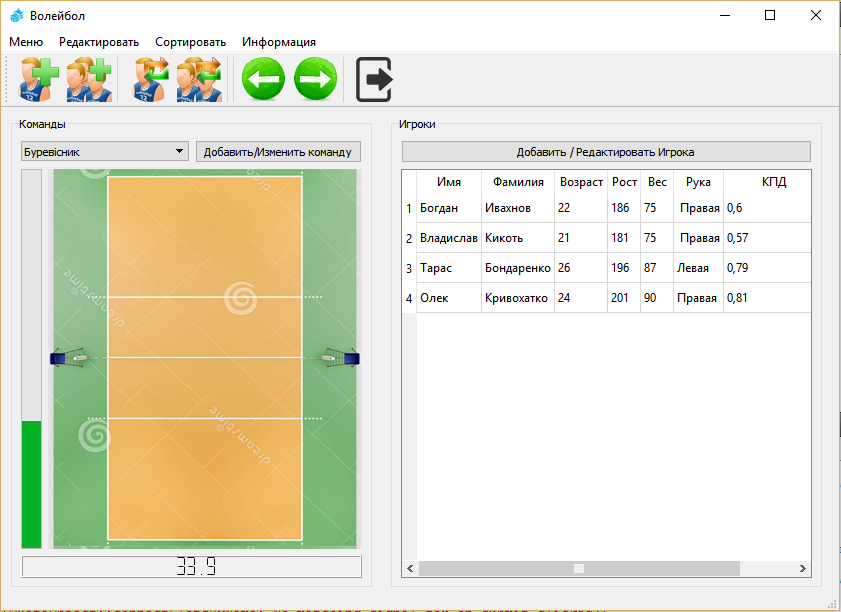 Волейбол
Меню Редактировать Сортировать Информация
Команды
Буревісник
Добавить/Изменить команду
dreamstime
dreamstime
dreamstime
33.9
Игроки
Добавить / Редактировать Игрока
Имя Фамилия Возраст Рост Вес Рука КПД
1 Богдан Ивахнов 22 186 75 Правая 0,6
2 Владислав Кикоть 21 181 75 Правая 0,57
3 Тарас Бондаренко 26 196 87 Левая 0,79
4 Олек Кривохатко 24 201 90 Правая 0,81